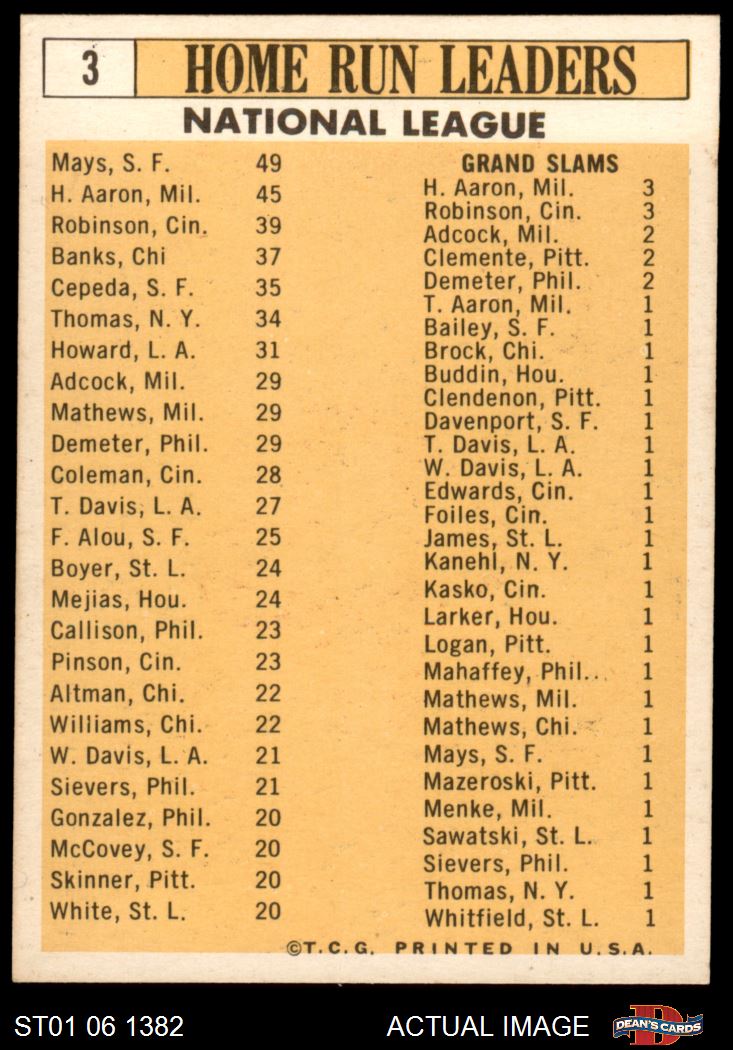 3 HOME RUN LEADERS
NATIONAL LEAGUE
Mays, S. F. 49
H. Aaron, Mil. 45
Robinson, Cin. 39
Banks, Chi 37
Cepeda, S. F. 35
Thomas, N. Y. 34
Howard, L. A. 31
Adcock, Mil. 29
Mathews, Mil. 29
Demeter, Phil. 29
Coleman, Cin. 28
T. Davis, L. A. 27
F. Alou, S. F. 25
Boyer, St. L. 24
Mejias, Hou. 24
Callison, Phil. 23
Pinson, Cin. 23
Altman, Chi. 22
Williams, Chi. 22
W. Davis, L. A. 21
Sievers, Phil. 21
Gonzalez, Phil. 20
McCovey, S. F. 20
Skinner, Pitt. 20
White, St. L. 20
GRAND SLAMS
H. Aaron, Mil. 3
Robinson, Cin. 3
Adcock, Mil. 2
Clemente, Pitt. 2
Demeter, Phil. 2
T. Aaron, Mil. 1
Bailey, S. F. 1
Brock, Chi. 1
Buddin, Hou. 1
Clendenon, Pitt. 1
Davenport, S. F. 1
T. Davis, L. A. 1
W. Davis, L. A. 1
Edwards, Cin. 1
Foiles, Cin. 1
James, St. L. 1
Kanehl, N. Y. 1
Kasko, Cin. 1
Larker, Hou. 1
Logan, Pitt. 1
Mahaffey, Phil... 1
Mathews, Mil. 1
Mathews, Chi. 1
Mays, S. F. 1
Mazeroski, Pitt. 1
Menke, Mil. 1
Sawatski, St. L. 1
Sievers, Phil. 1
Thomas, N. Y. 1
Whitfield, St. L. 1
©T.C.G. PRINTED IN U.S.A.
ST01 06 1382 ACTUAL IMAGE DEAN'S CARDS